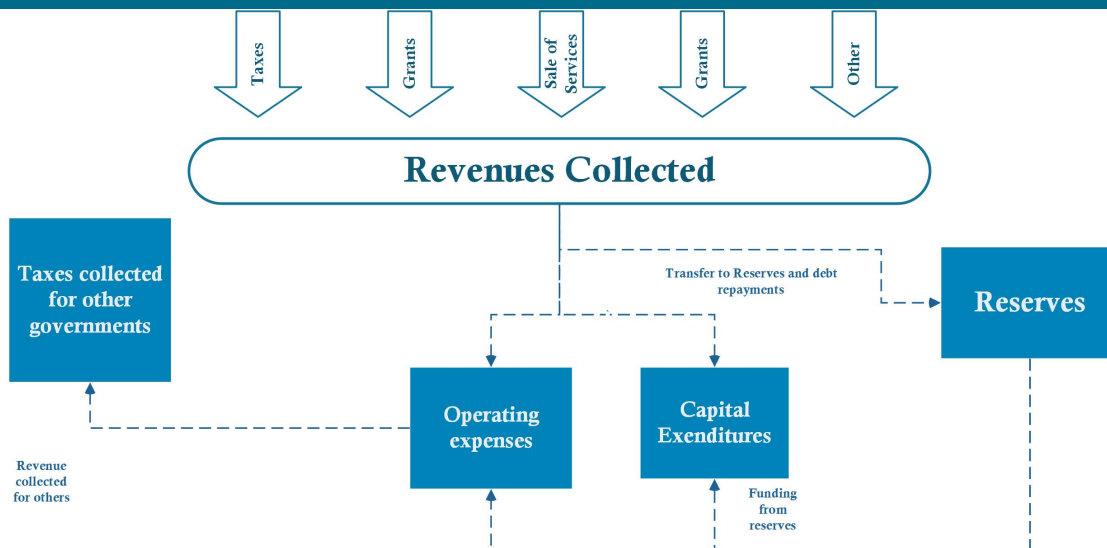 Taxes
Grants
Sale of
Services
Grants
Other
Revenues Collected
Taxes collected
for other
governments
Transfer to Reserves and debt
repayments
Reserves
Operating
expenses
Capital
Exenditures
Revenue
collected
for others
Funding
from
reserves